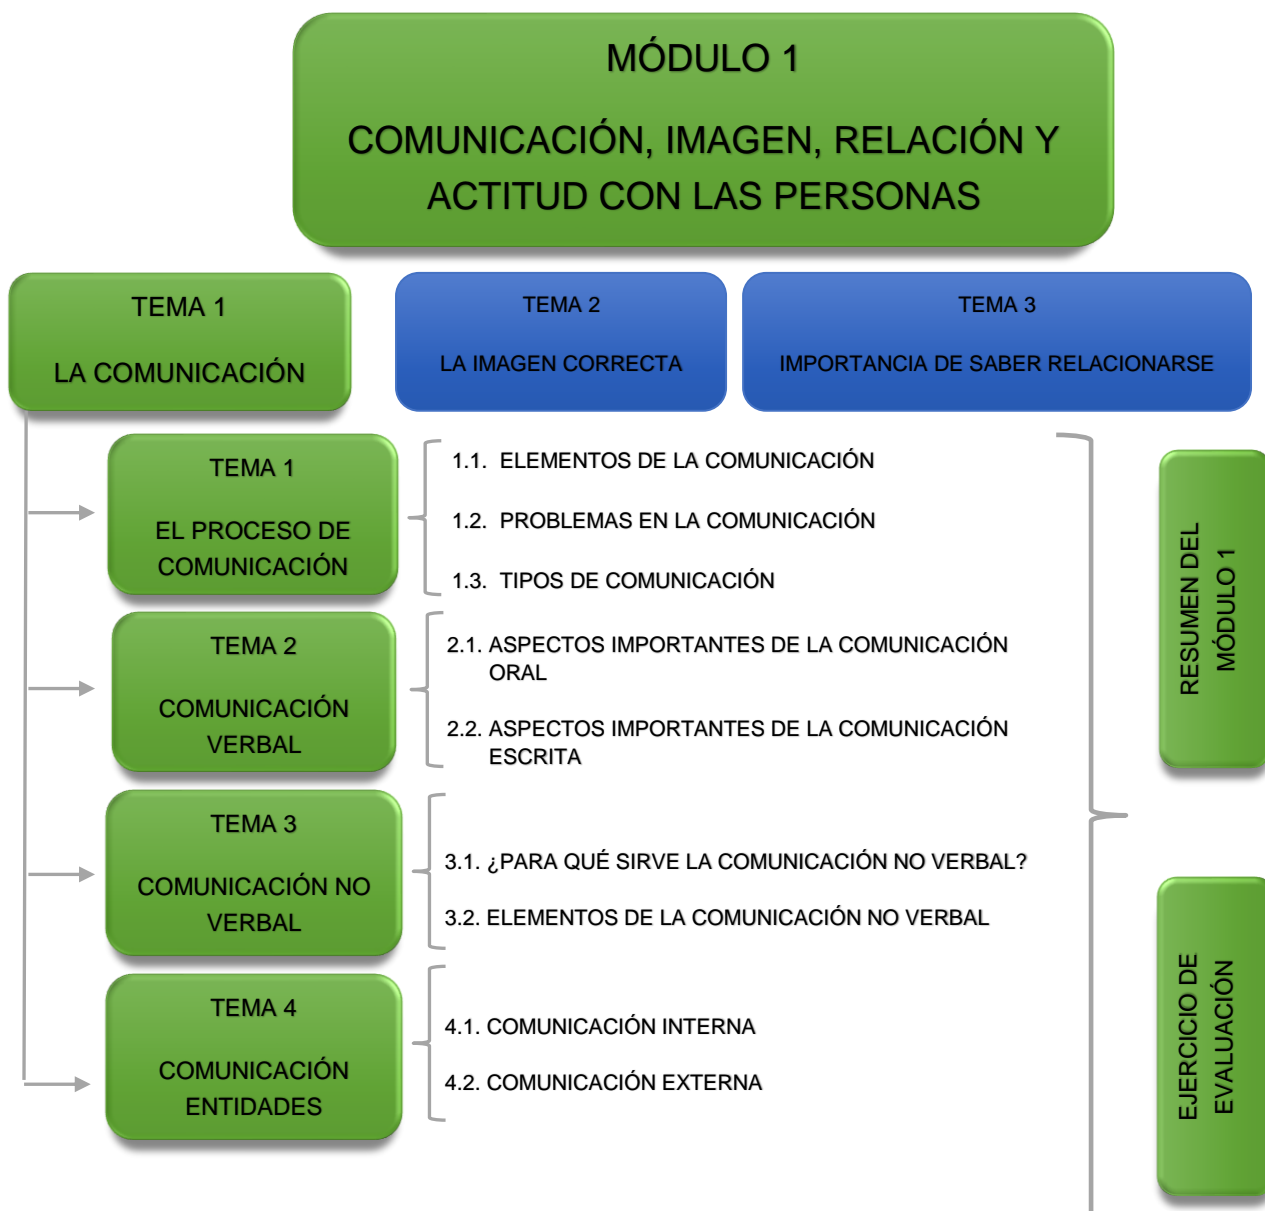 MÓDULO 1
COMUNICACIÓN, IMAGEN, RELACIÓN Y
ACTITUD CON LAS PERSONAS
TEMA 1
LA COMUNICACIÓN
TEMA 2
LA IMAGEN CORRECTA
TEMA 3
IMPORTANCIA DE SABER RELACIONARSE
TEMA 1
EL PROCESO DE
COMUNICACIÓN
1.1. ELEMENTOS DE LA COMUNICACIÓN
1.2. PROBLEMAS EN LA COMUNICACIÓN
1.3. TIPOS DE COMUNICACIÓN
TEMA 2
COMUNICACIÓN
VERBAL
2.1. ASPECTOS IMPORTANTES DE LA COMUNICACIÓN
ORAL
2.2. ASPECTOS IMPORTANTES DE LA COMUNICACIÓN
ESCRITA
TEMA 3
COMUNICACIÓN NO
VERBAL
3.1. ¿PARA QUÉ SIRVE LA COMUNICACIÓN NO VERBAL?
3.2. ELEMENTOS DE LA COMUNICACIÓN NO VERBAL
TEMA 4
COMUNICACIÓN
ENTIDADES
4.1. COMUNICACIÓN INTERNA
4.2. COMUNICACIÓN EXTERNA
RESUMEN DEL
MÓDULO 1
EJERCICIO DE
EVALUACIÓN